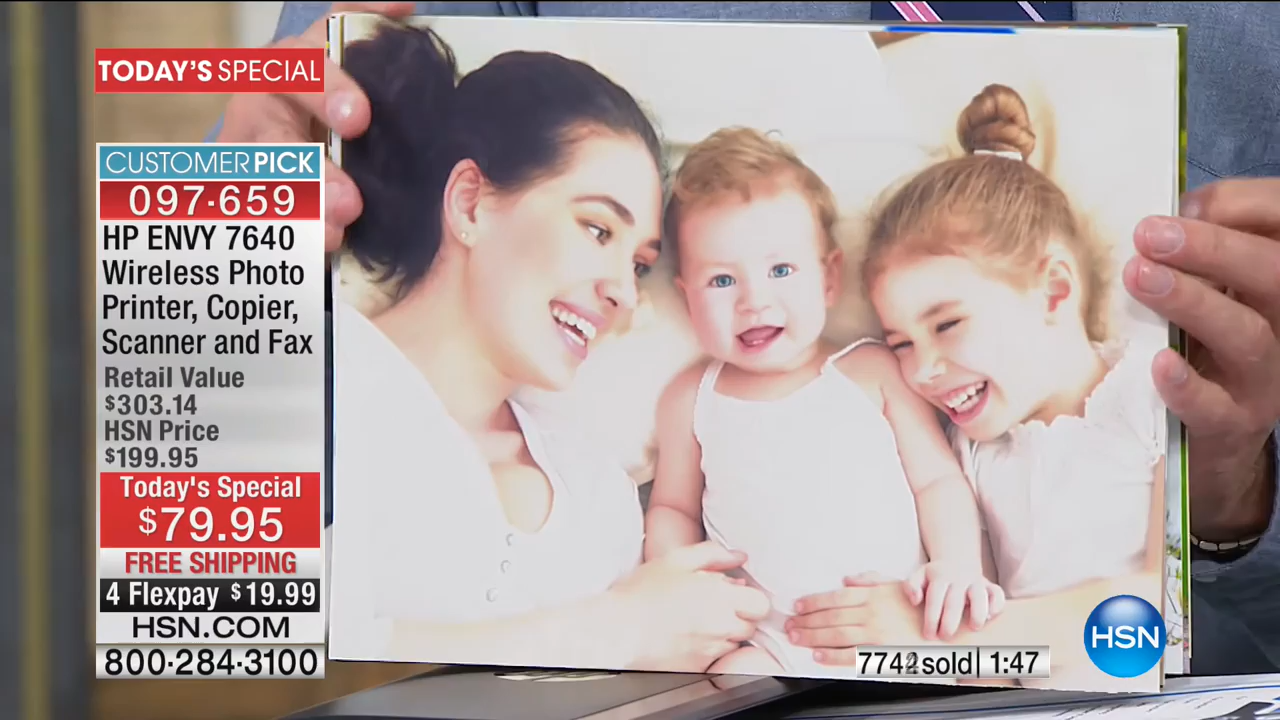 TODAY'S SPECIAL
CUSTOMER PICK
097·659
HP ENVY 7640
Wireless Photo
Printer, Copier,
Scanner and Fax
Retail Value
$303.14
HSN Price
$199.95
Today's Special
$79.95
FREE SHIPPING
4 Flexpay $19.99
HSN.COM
800·284·3100
sold 1:47
HSN